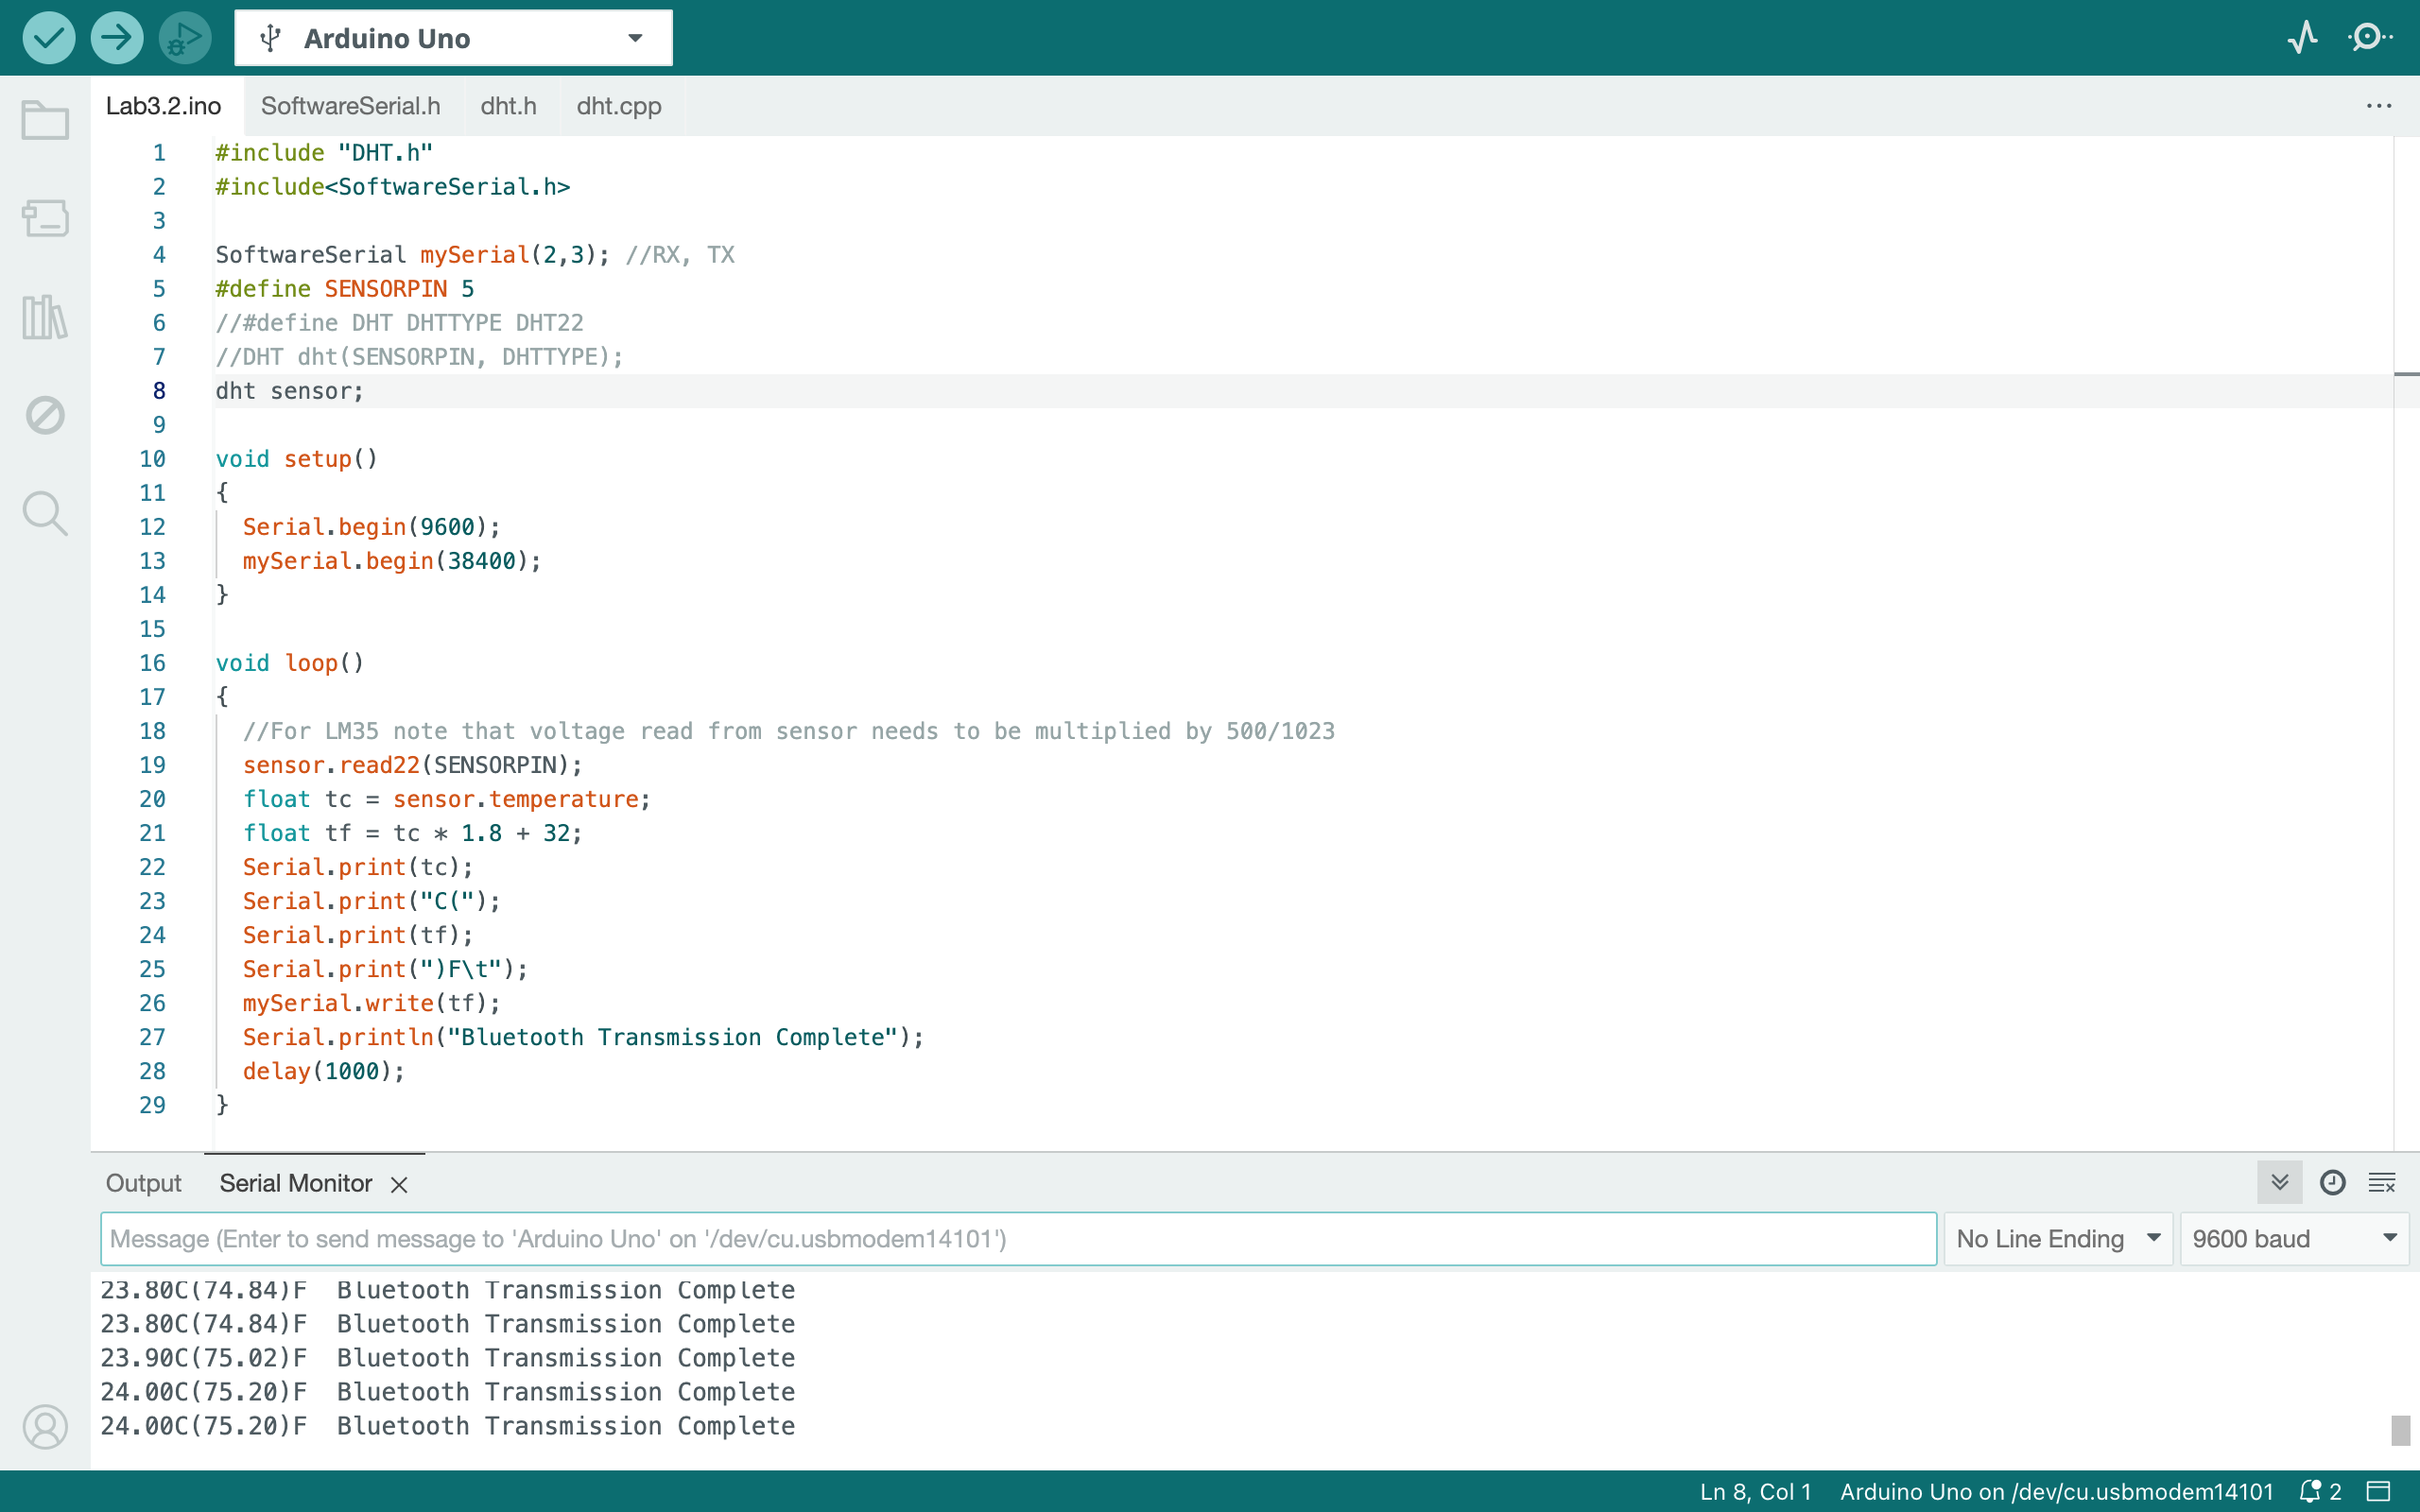 Arduino Uno
Lab3.2.ino SoftwareSerial.h dht.h dht.cpp ...
1 #include "DHT.h"
2 #include<SoftwareSerial.h>
3
4 SoftwareSerial mySerial(2,3); //RX, TX
5 #define SENSORPIN 5
6 //#define DHT DHTTYPE DHT22
7 //DHT dht(SENSORPIN, DHTTYPE);
8 dht sensor;
9
10 void setup()
11 {
12   Serial.begin(9600);
13   mySerial.begin(38400);
14 }
15
16 void loop()
17 {
18   //For LM35 note that voltage read from sensor needs to be multiplied by 500/1023
19   sensor.read22(SENSORPIN);
20   float tc = sensor.temperature;
21   float tf = tc * 1.8 + 32;
22   Serial.print(tc);
23   Serial.print("C(");
24   Serial.print(tf);
25   Serial.print(")F\t");
26   mySerial.write(tf);
27   Serial.println("Bluetooth Transmission Complete");
28   delay(1000);
29 }
Output Serial Monitor
Message (Enter to send message to 'Arduino Uno' on '/dev/cu.usbmodem14101') No Line Ending 9600 baud
23.80C(74.84)F  Bluetooth Transmission Complete
23.80C(74.84)F  Bluetooth Transmission Complete
23.90C(75.02)F  Bluetooth Transmission Complete
24.00C(75.20)F  Bluetooth Transmission Complete
24.00C(75.20)F  Bluetooth Transmission Complete
Ln 8, Col 1 Arduino Uno on /dev/cu.usbmodem14101 2